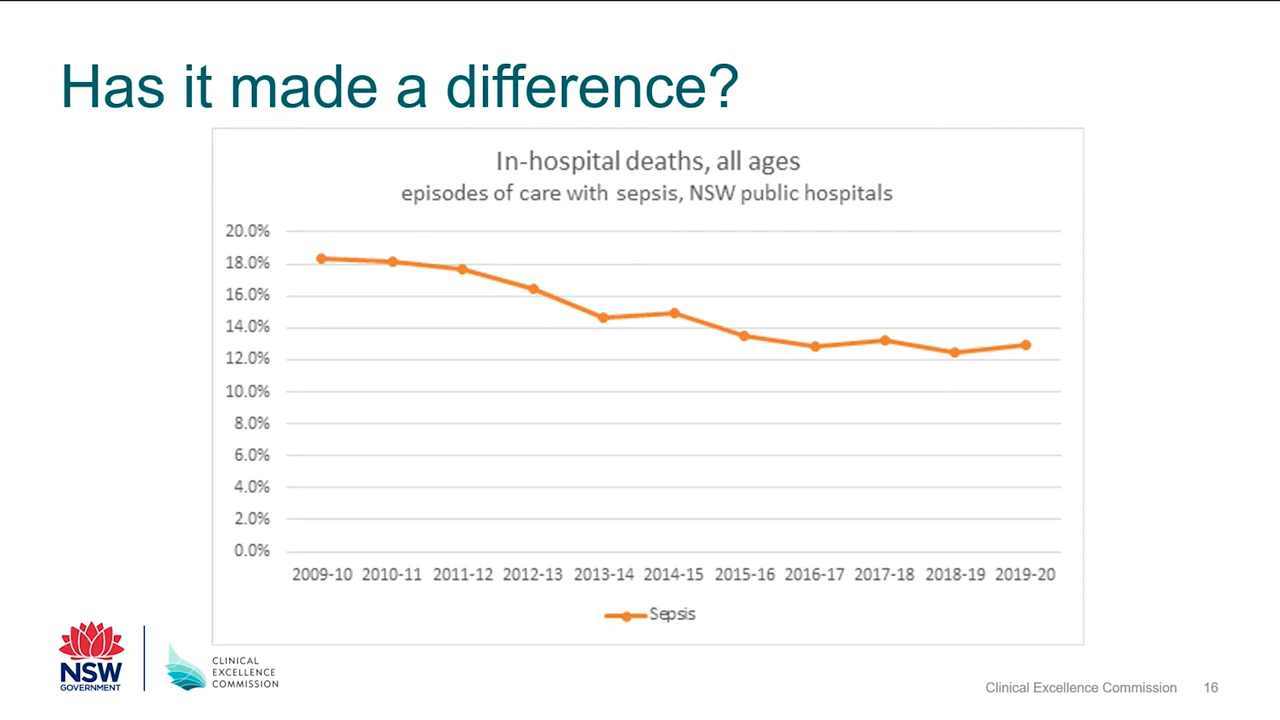 Has it made a difference?
In-hospital deaths, all ages
episodes of care with sepsis, NSW public hospitals
20.0%
18.0%
16.0%
14.0%
12.0%
10.0%
8.0%
6.0%
4.0%
2.0%
0.0%
2009-10 2010-11 2011-12 2012-13 2013-14 2014-15 2015-16 2016-17 2017-18 2018-19 2019-20
Sepsis
NSW
GOVERNMENT
CLINICAL
EXCELLENCE
COMMISSION
Clinical Excellence Commission 16